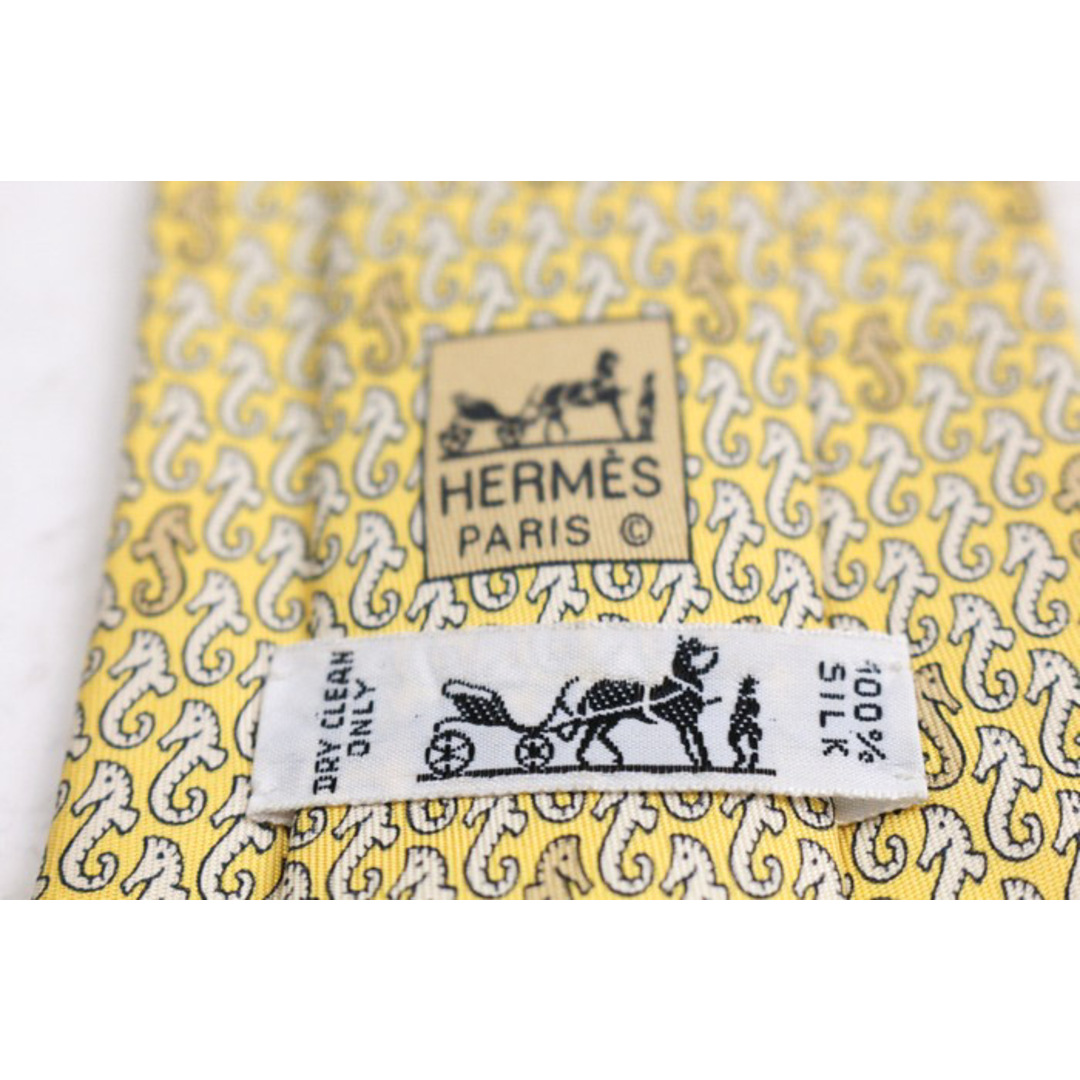 HERMÈS
PARIS ©
DRY CLEAN
ONLY
100%
SILK